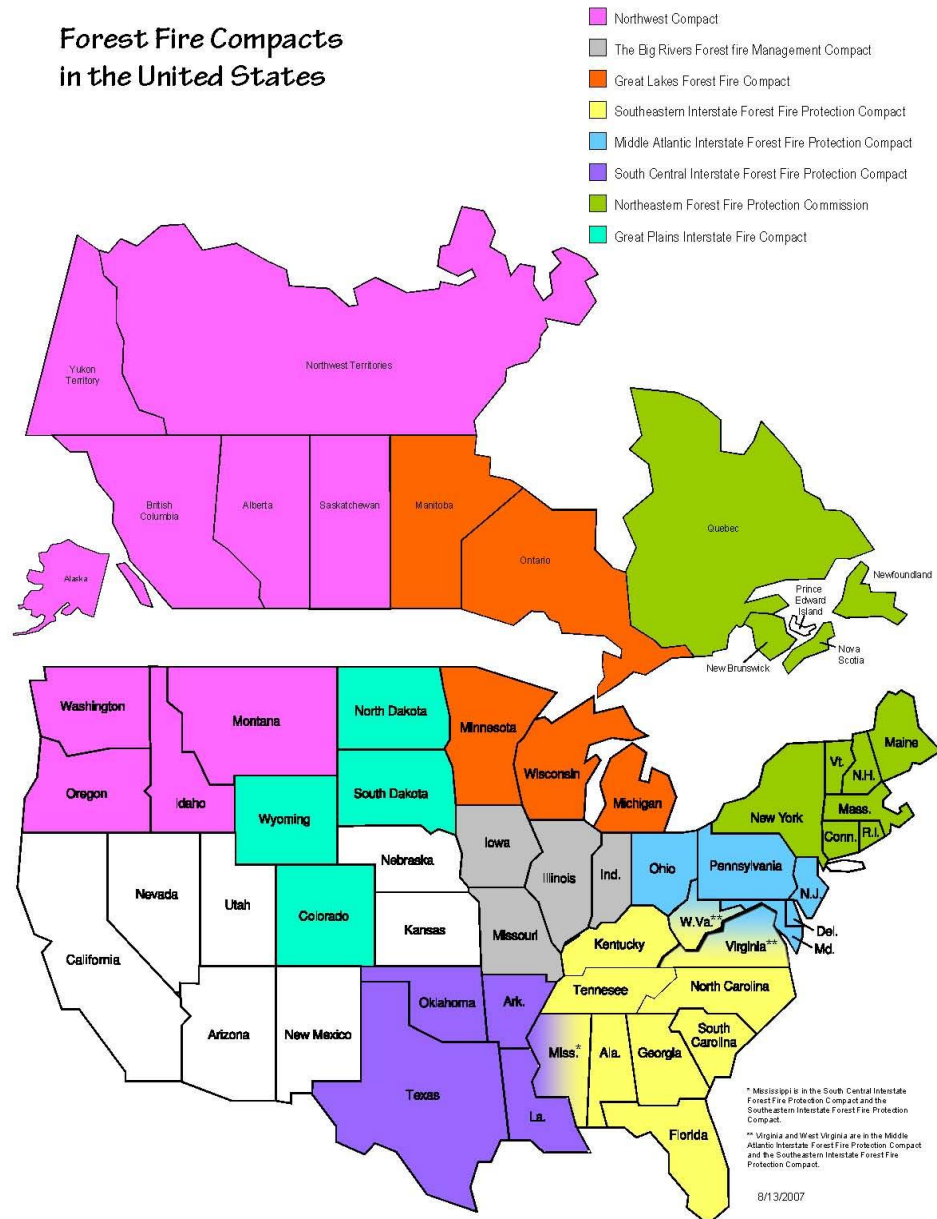 Forest Fire Compacts
in the United States
Northwest Compact
The Big Rivers Forest fire Management Compact
Great Lakes Forest Fire Compact
Southeastern Interstate Forest Fire Protection Compact
Middle Atlantic Interstate Forest Fire Protection Compact
South Central Interstate Forest Fire Protection Compact
Northeastern Forest Fire Protection Commission
Great Plains Interstate Fire Compact
Yukon
Territory
Northwest Territories
British
Columbia
Alberta
Saskatchewan
Manitoba
Ontario
Quebec
Alaska
Newfoundland
Prince
Edward
Island
Nova
Scotia
New Brunswick
Washington
Montana
North Dakota
Minnesota
Wisconsin
Michigan
Maine
Vt.
N.H.
Mass.
New York
Conn.
R.I.
Oregon
Idaho
Wyoming
South Dakota
Iowa
Nebraska
Illinois
Ind.
Ohio
Pennsylvania
N.J.
Nevada
Utah
Colorado
Kansas
Missouri
Kentucky
W.Va.**
Virginia**
Del.
Md.
California
Arizona
New Mexico
Oklahoma
Ark.
Tennesee
North Carolina
South
Carolina
Texas
La.
Miss.*
Ala.
Georgia
Florida
* Mississippi is in the South Central Interstate
Forest Fire Protection Compact and the
Southeastern Interstate Forest Fire Protection
Compact.
** Virginia and West Virginia are in the Middle
Atlantic Interstate Forest Fire Protection Compact
and the Southeastern Interstate Forest Fire
Protection Compact.
8/13/2007